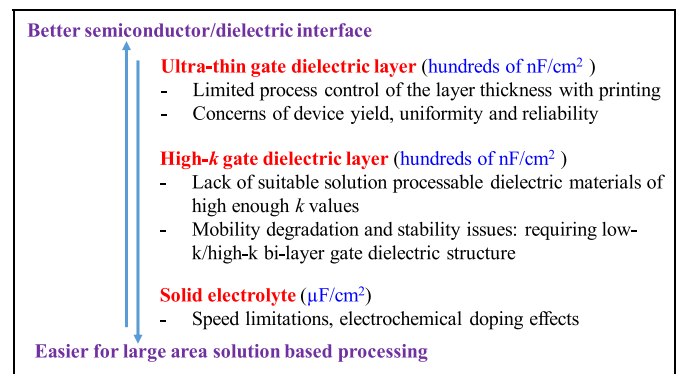 Better semiconductor/dielectric interface
Ultra-thin gate dielectric layer (hundreds of nF/cm² )
- Limited process control of the layer thickness with printing
- Concerns of device yield, uniformity and reliability
High-k gate dielectric layer (hundreds of nF/cm² )
- Lack of suitable solution processable dielectric materials of
high enough k values
- Mobility degradation and stability issues: requiring low-
k/high-k bi-layer gate dielectric structure
Solid electrolyte (µF/cm²)
- Speed limitations, electrochemical doping effects
Easier for large area solution based processing